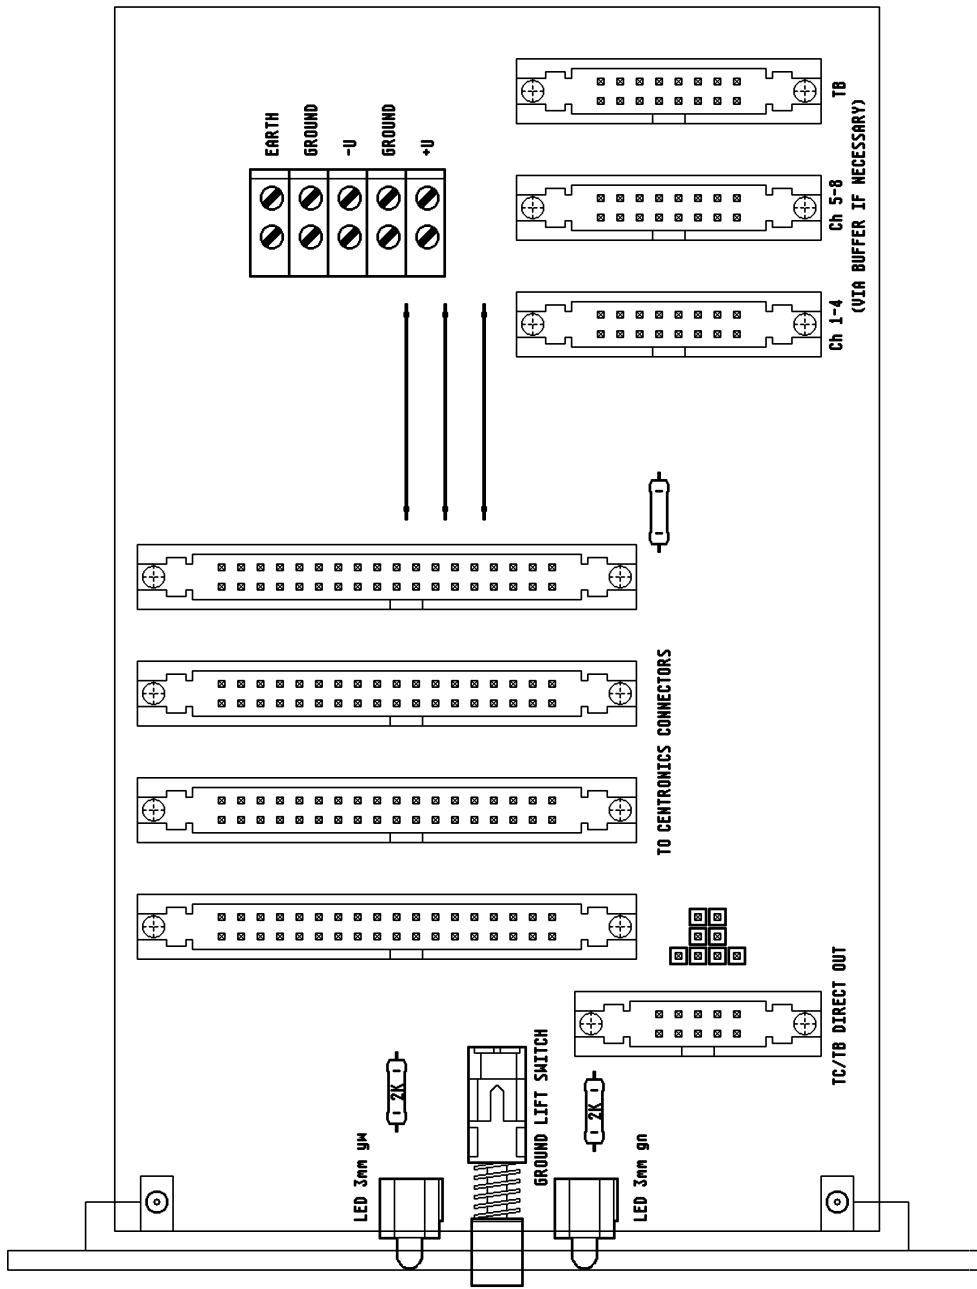 EARTH
GROUND
-U
GROUND
+U
TB
Ch 5-8
Ch 1-4
(VIA BUFFER IF NECESSARY)
TO CENTRONICS CONNECTORS
TC/TB DIRECT OUT
2K
2K
GROUND LIFT SWITCH
LED 3mm yw
LED 3mm gn